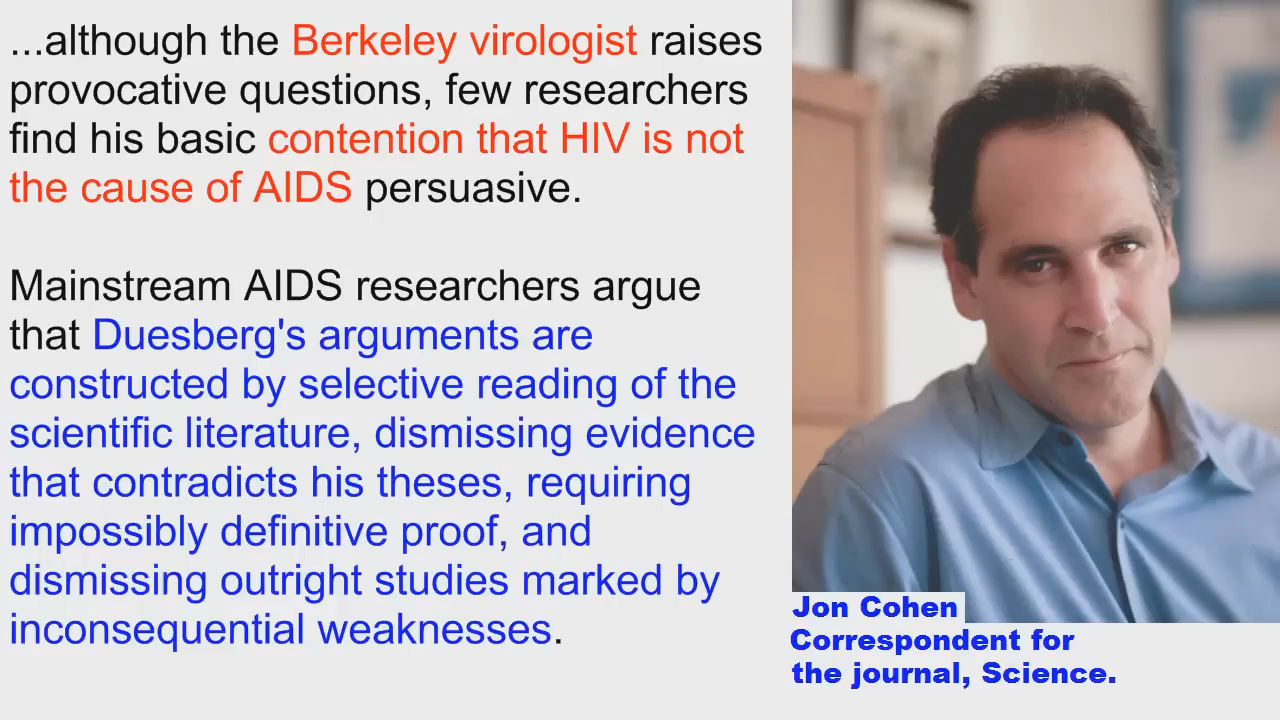 ...although the Berkeley virologist raises
provocative questions, few researchers
find his basic contention that HIV is not
the cause of AIDS persuasive.
Mainstream AIDS researchers argue
that Duesberg's arguments are
constructed by selective reading of the
scientific literature, dismissing evidence
that contradicts his theses, requiring
impossibly definitive proof, and
dismissing outright studies marked by
inconsequential weaknesses.
Jon Cohen
Correspondent for
the journal, Science.